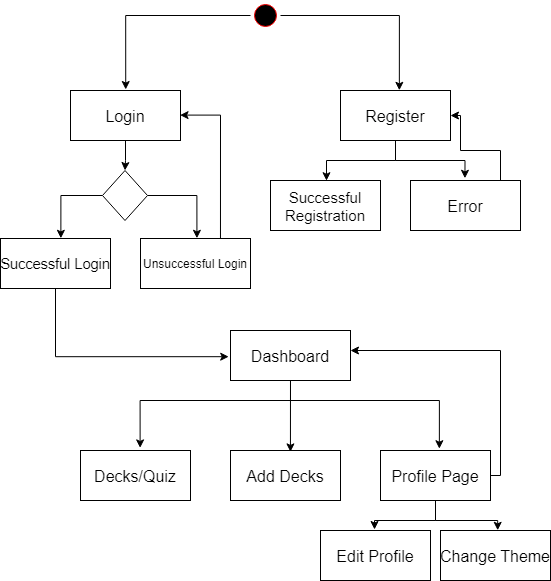 Login
Register
Successful
Registration
Error
Successful Login
Unsuccessful Login
Dashboard
Decks/Quiz
Add Decks
Profile Page
Edit Profile
Change Theme